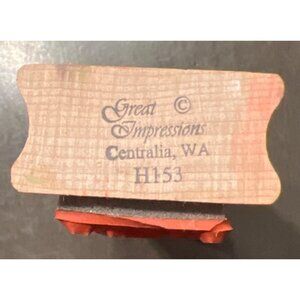 Great ©
Impressions
Centralia, WA
H153